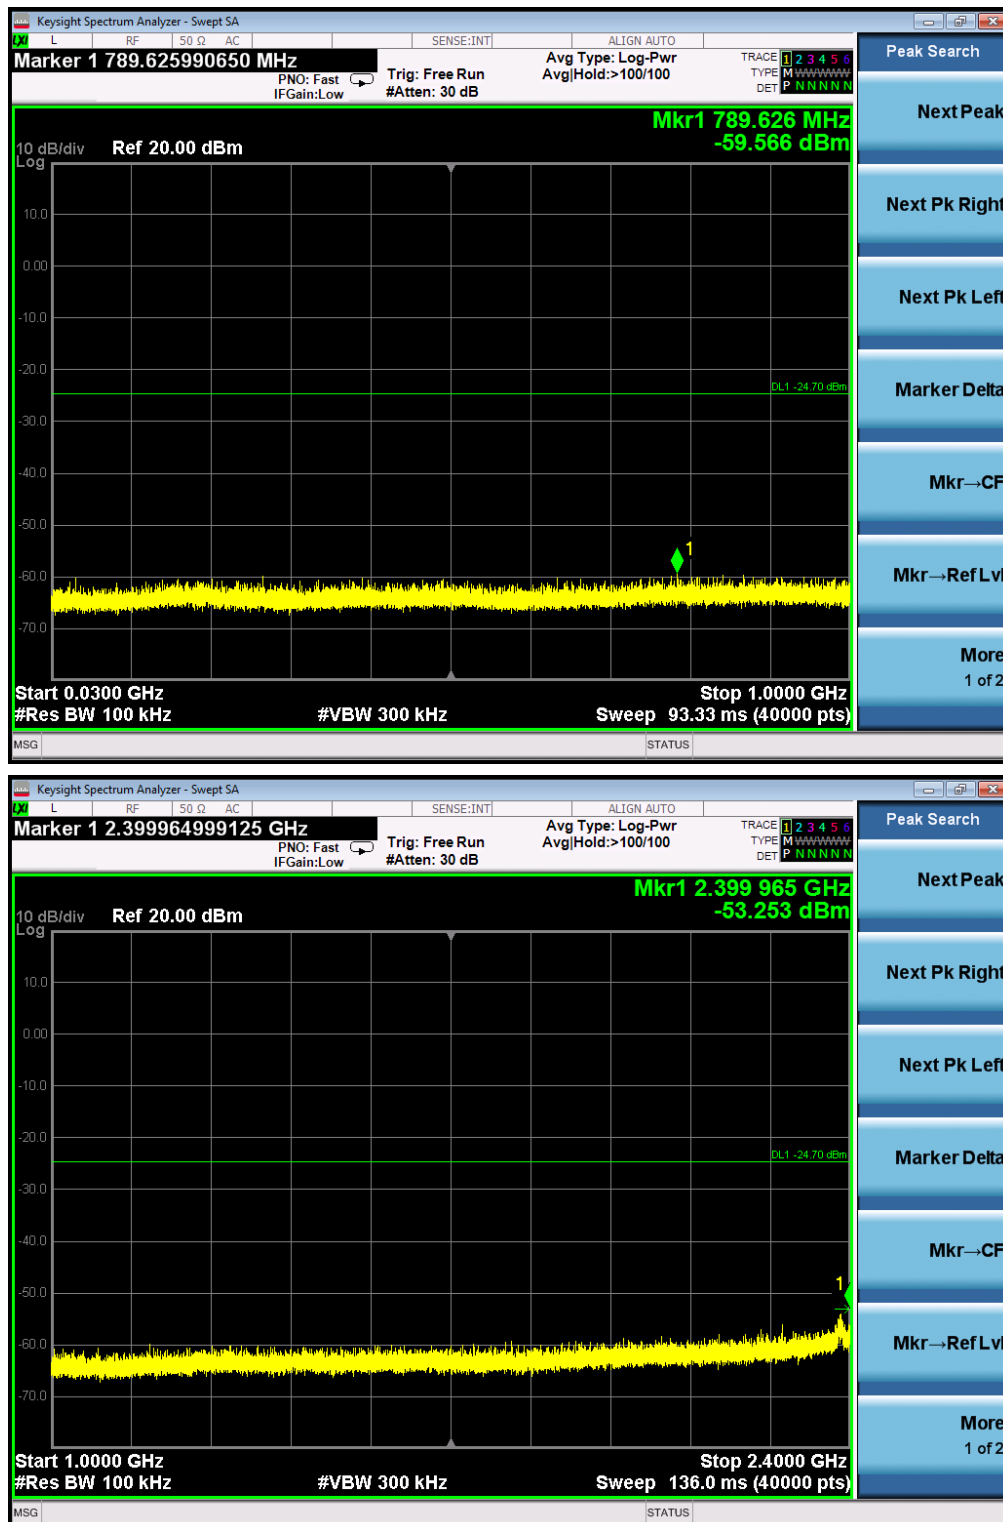 Keysight Spectrum Analyzer - Swept SA
LXI L RF 50 Ω AC SENSE:INT ALIGN AUTO
Marker 1 789.625990650 MHz
PNO: Fast
IFGain:Low
Trig: Free Run
#Atten: 30 dB
Avg Type: Log-Pwr
Avg|Hold:>100/100
TRACE 1 2 3 4 5 6
TYPE M WWWWW
DET P N N N N N
Mkr1 789.626 MHz
-59.566 dBm
10 dB/div Ref 20.00 dBm
Log
10.0
0.00
-10.0
-20.0
DL1 -24.70 dBm
-30.0
-40.0
-50.0
1
-60.0
-70.0
Start 0.0300 GHz Stop 1.0000 GHz
#Res BW 100 kHz #VBW 300 kHz Sweep 93.33 ms (40000 pts)
MSG STATUS
Peak Search
Next Peak
Next Pk Right
Next Pk Left
Marker Delta
Mkr→CF
Mkr→Ref Lvl
More
1 of 2
Keysight Spectrum Analyzer - Swept SA
LXI L RF 50 Ω AC SENSE:INT ALIGN AUTO
Marker 1 2.399964999125 GHz
PNO: Fast
IFGain:Low
Trig: Free Run
#Atten: 30 dB
Avg Type: Log-Pwr
Avg|Hold:>100/100
TRACE 1 2 3 4 5 6
TYPE M WWWWW
DET P N N N N N
Mkr1 2.399 965 GHz
-53.253 dBm
10 dB/div Ref 20.00 dBm
Log
10.0
0.00
-10.0
-20.0
DL1 -24.70 dBm
-30.0
-40.0
1
-50.0
-60.0
-70.0
Start 1.0000 GHz Stop 2.4000 GHz
#Res BW 100 kHz #VBW 300 kHz Sweep 136.0 ms (40000 pts)
MSG STATUS
Peak Search
Next Peak
Next Pk Right
Next Pk Left
Marker Delta
Mkr→CF
Mkr→Ref Lvl
More
1 of 2